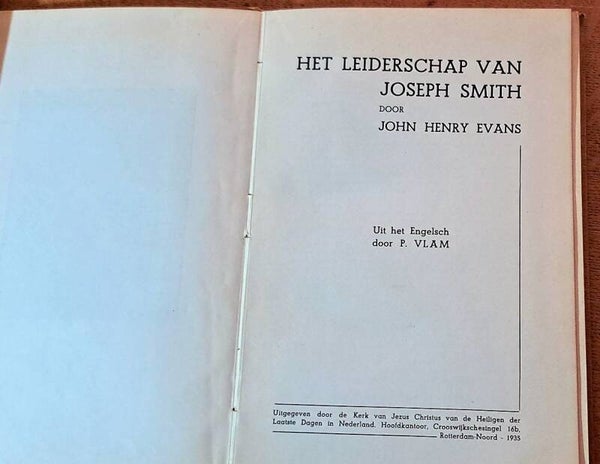 HET LEIDERSCHAP VAN
JOSEPH SMITH
DOOR
JOHN HENRY EVANS
Uit het Engelsch
door P. VLAM
Uitgegeven door de Kerk van Jezus Christus van de Heiligen der
Laatste Dagen in Nederland. Hoofdkantoor, Crooswijkschesingel 16b,
Rotterdam-Noord - 1935